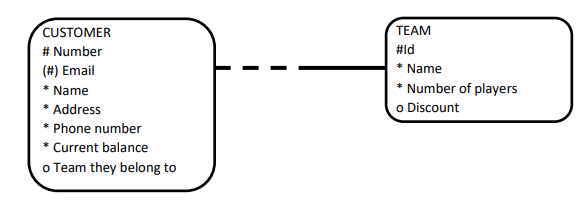 CUSTOMER
# Number
(#) Email
* Name
* Address
* Phone number
* Current balance
o Team they belong to
TEAM
#Id
* Name
* Number of players
o Discount